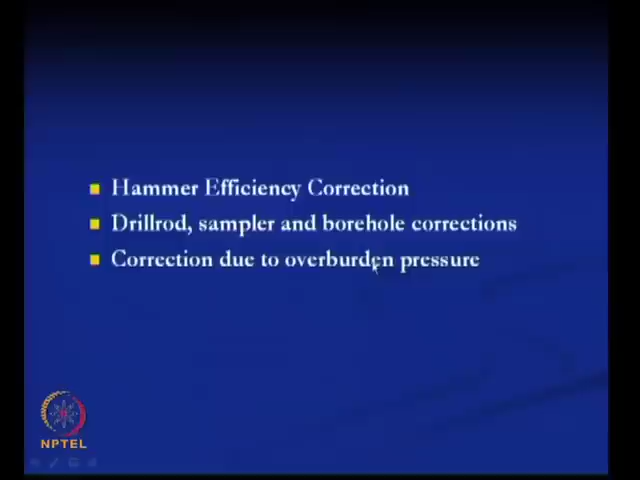 Hammer Efficiency Correction
Drillrod, sampler and borehole corrections
Correction due to overburden pressure
NPTEL